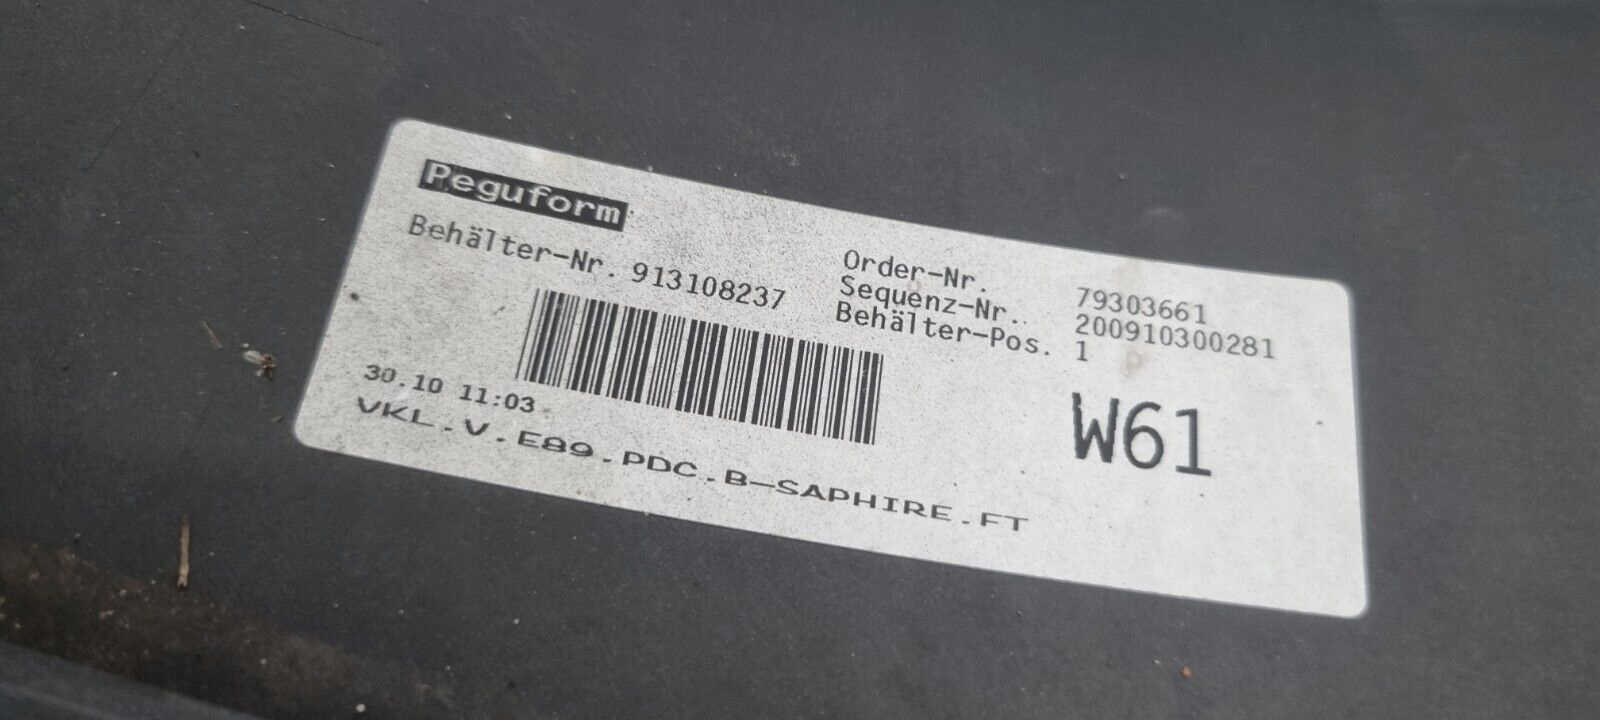 Peguform
Behälter-Nr. 913108237
Order-Nr. 79303661
Sequenz-Nr.. 200910300281
Behälter-Pos. 1
30.10 11:03
W61
VKL.V.E89.PDC.B-SAPHIRE.FT